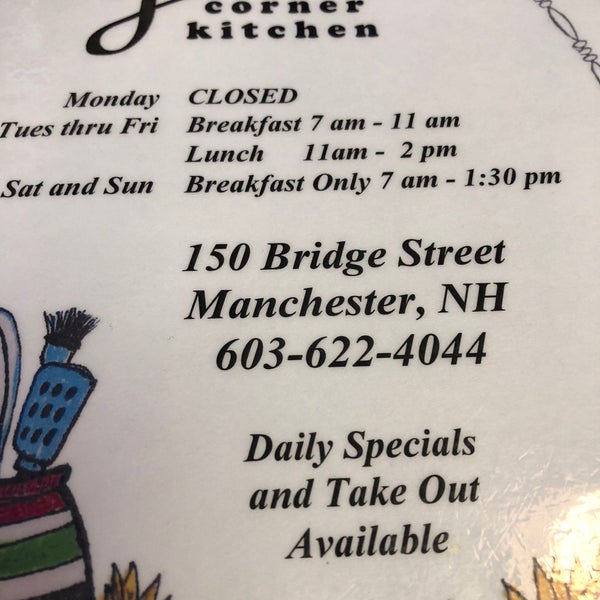 corner
kitchen
Monday CLOSED
Tues thru Fri Breakfast 7 am - 11 am
Lunch 11am - 2 pm
Sat and Sun Breakfast Only 7 am - 1:30 pm
150 Bridge Street
Manchester, NH
603-622-4044
Daily Specials
and Take Out
Available